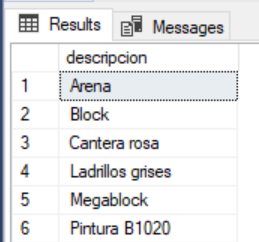 Results Messages
descripcion
1 Arena
2 Block
3 Cantera rosa
4 Ladrillos grises
5 Megablock
6 Pintura B1020